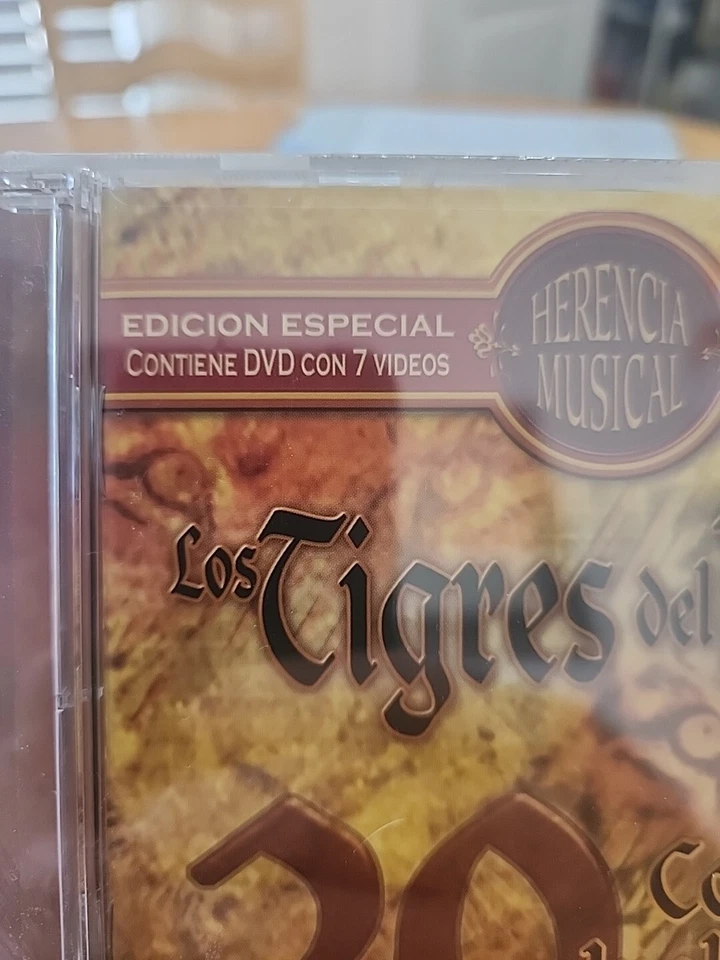 EDICION ESPECIAL
CONTIENE DVD CON 7 VIDEOS
HERENCIA
MUSICAL
Los Tigres del